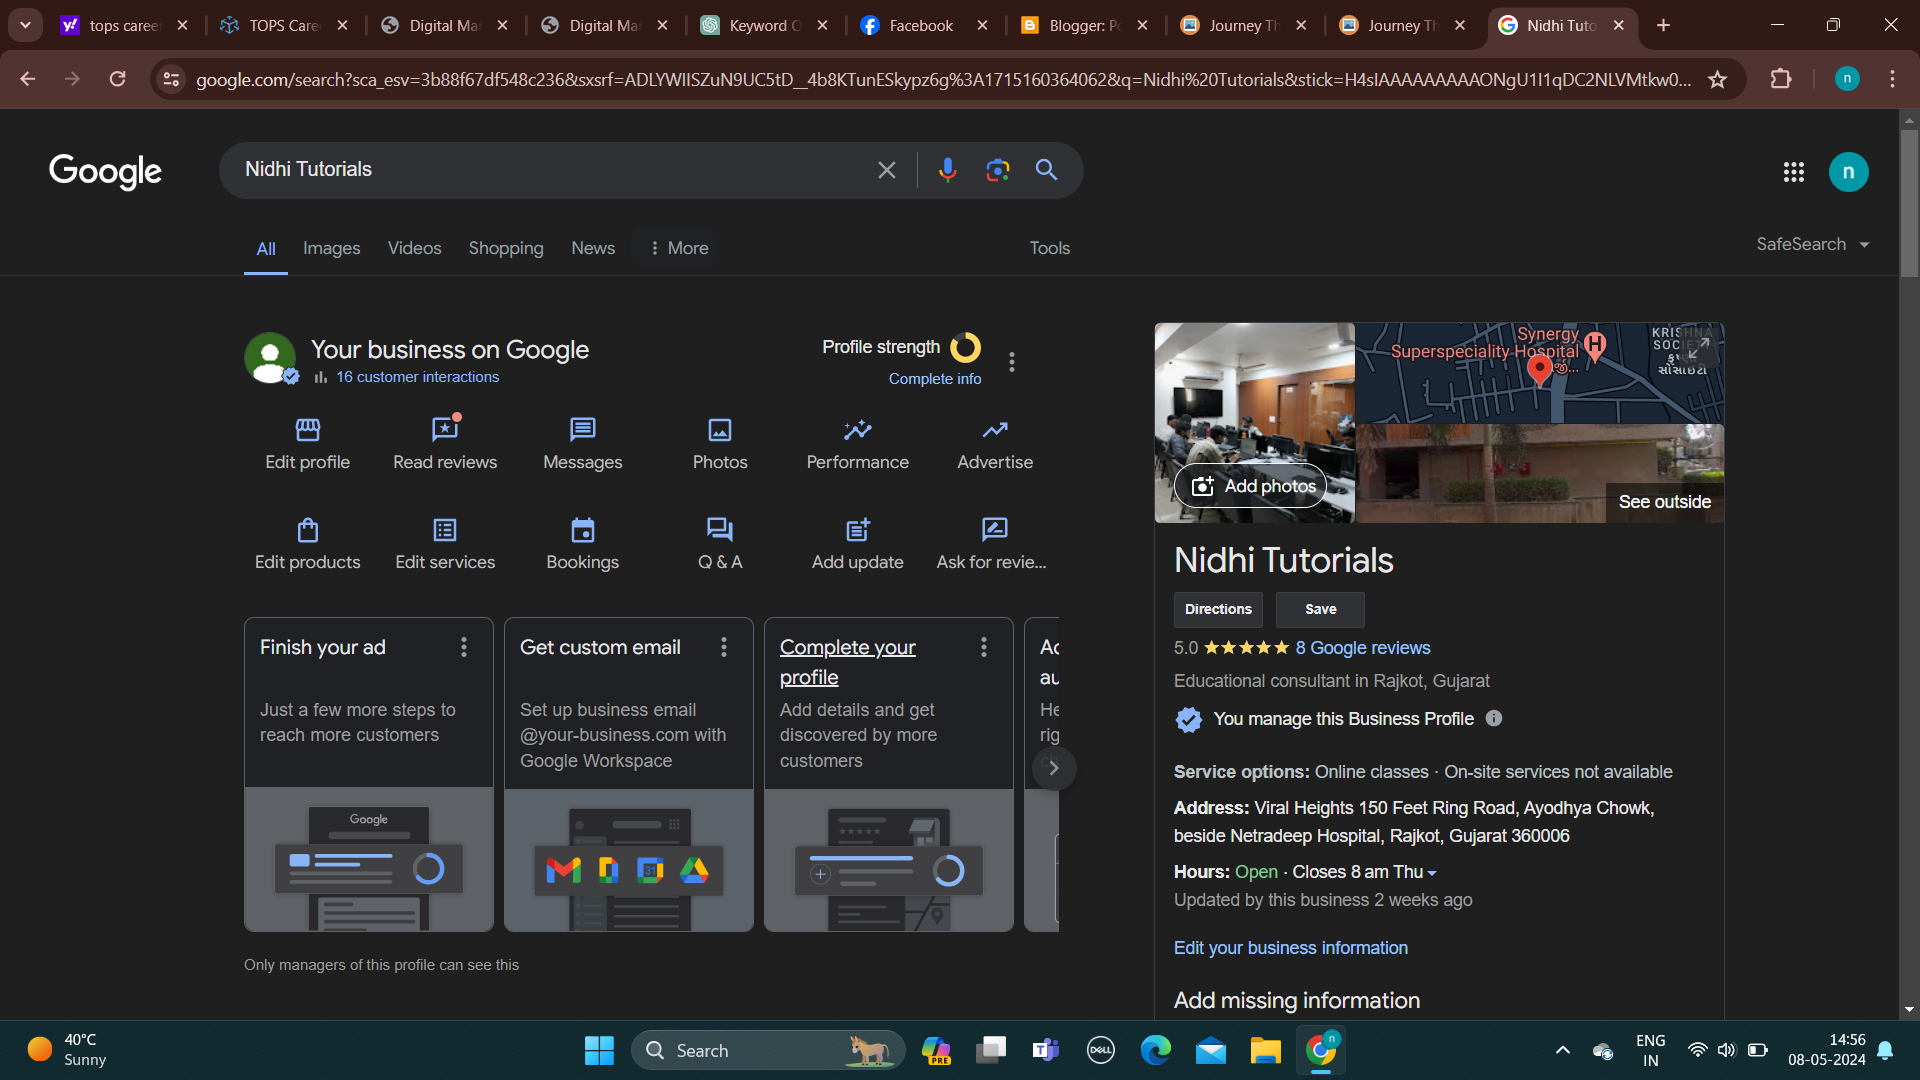 tops caree
TOPS Care
Digital Ma
Digital Ma
Keyword O
Facebook
Blogger: P
Journey Th
Journey Th
Nidhi Tuto
google.com/search?sca_esv=3b88f67df548c236&sxsrf=ADLYWIISZuN9UC5tD__4b8KTunESkypz6g%3A1715160364062&q=Nidhi%20Tutorials&stick=H4sIAAAAAAAAAONgU1I1qDC2NLVMtkw0...
n
Google
Nidhi Tutorials
n
All Images Videos Shopping News More Tools
SafeSearch
Your business on Google
16 customer interactions
Profile strength
Complete info
Edit profile Read reviews Messages Photos Performance Advertise
Edit products Edit services Bookings Q & A Add update Ask for revie...
Finish your ad
Just a few more steps to
reach more customers
Google
Get custom email
Set up business email
@your-business.com with
Google Workspace
31
Complete your
profile
Add details and get
discovered by more
customers
Ac
au
He
rig
Only managers of this profile can see this
Synergy
Superspeciality Hospital
H
KRISHNA
SOCIETY
સોસાઇટી
Add photos
See outside
Nidhi Tutorials
Directions Save
5.0 8 Google reviews
Educational consultant in Rajkot, Gujarat
You manage this Business Profile
Service options: Online classes · On-site services not available
Address: Viral Heights 150 Feet Ring Road, Ayodhya Chowk,
beside Netradeep Hospital, Rajkot, Gujarat 360006
Hours: Open · Closes 8 am Thu
Updated by this business 2 weeks ago
Edit your business information
Add missing information
40°C
Sunny
Search
PRE
DELL
n
ENG
IN
14:56
08-05-2024